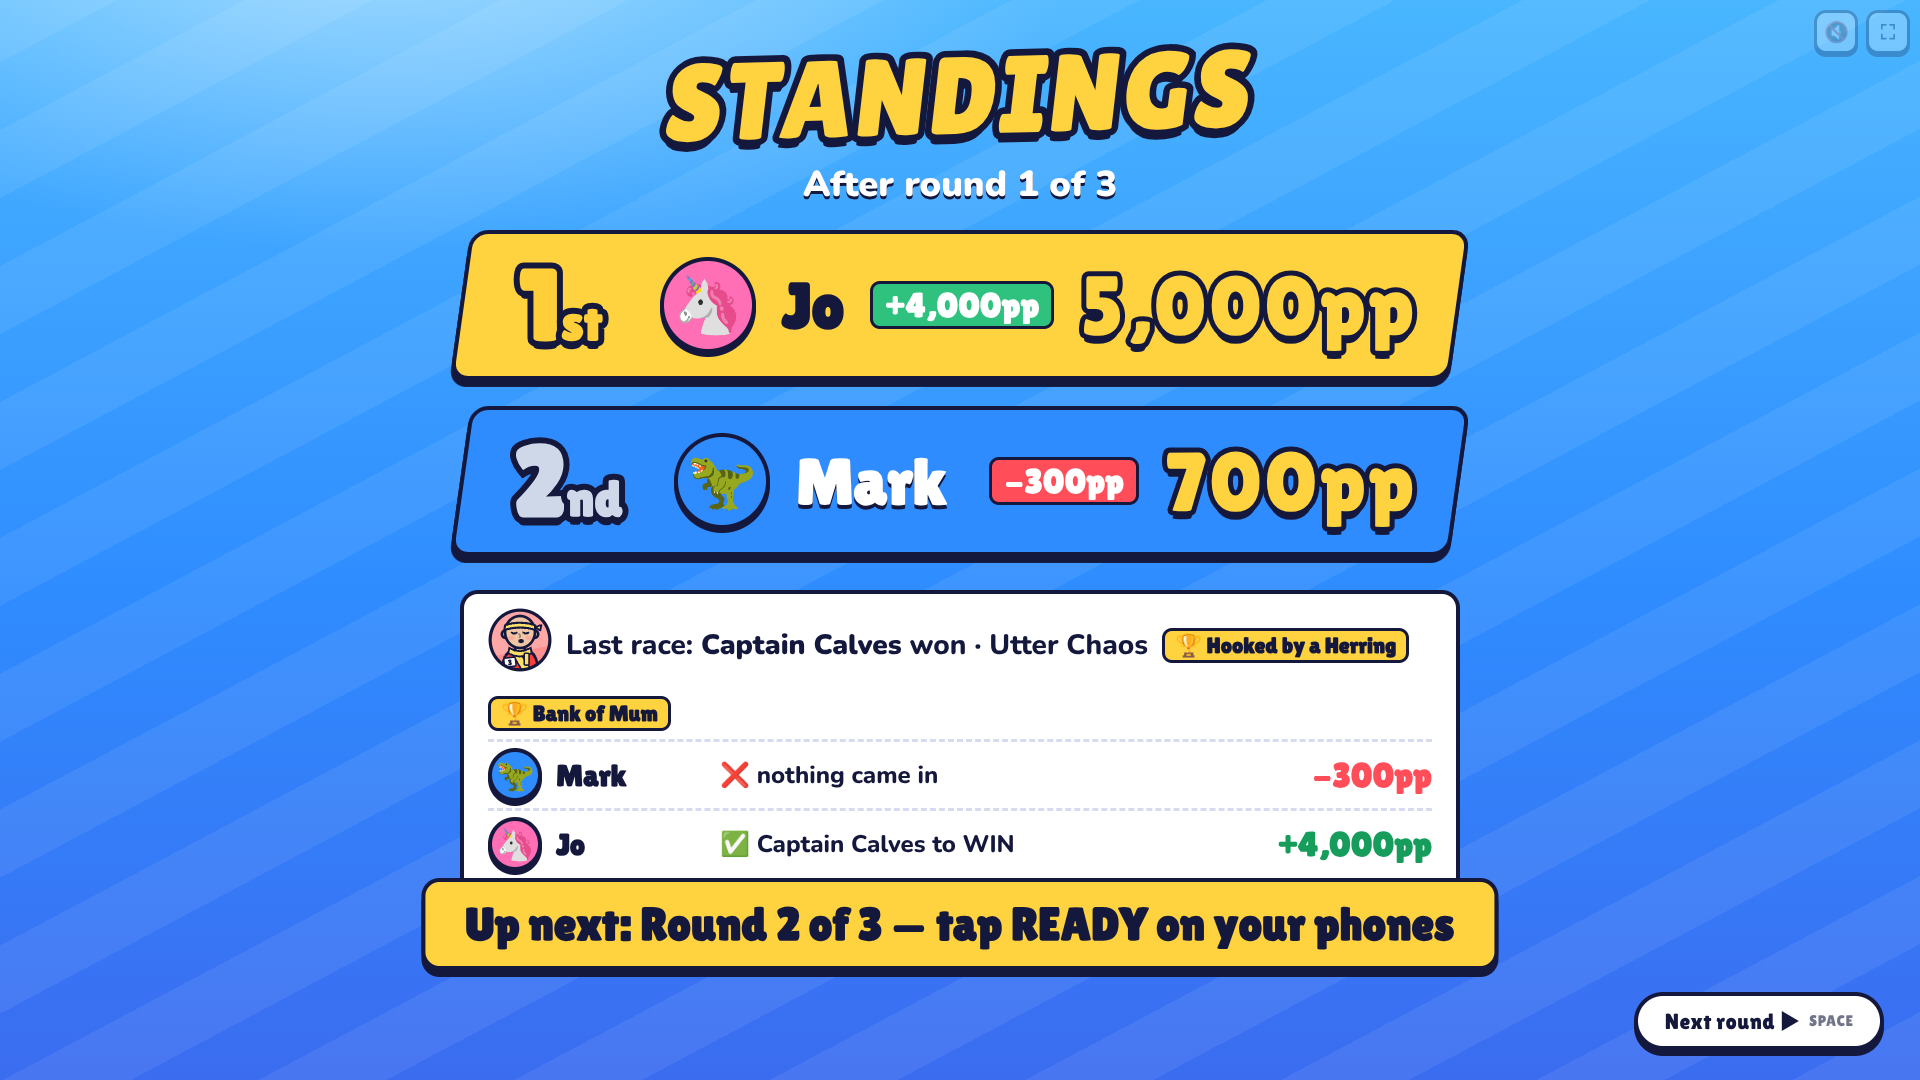 STANDINGS
After round 1 of 3
1st Jo +4,000pp 5,000pp
2nd Mark -300pp 700pp
Last race: Captain Calves won · Utter Chaos 🏆 Hooked by a Herring
🏆 Bank of Mum
Mark ❌ nothing came in -300pp
Jo ✅ Captain Calves to WIN +4,000pp
Up next: Round 2 of 3 — tap READY on your phones
Next round ▶ SPACE